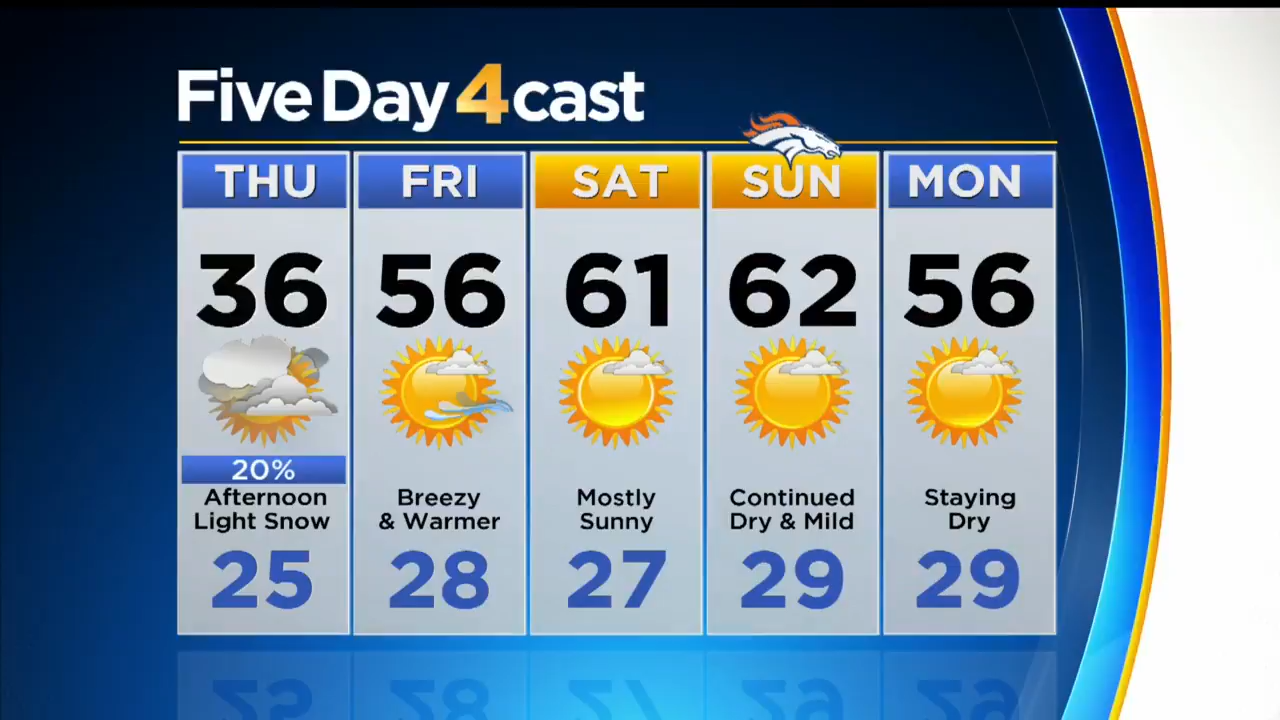 Five Day 4cast
THU FRI SAT SUN MON
36 56 61 62 56
20%
Afternoon Breezy Mostly Continued Staying
Light Snow & Warmer Sunny Dry & Mild Dry
25 28 27 29 29